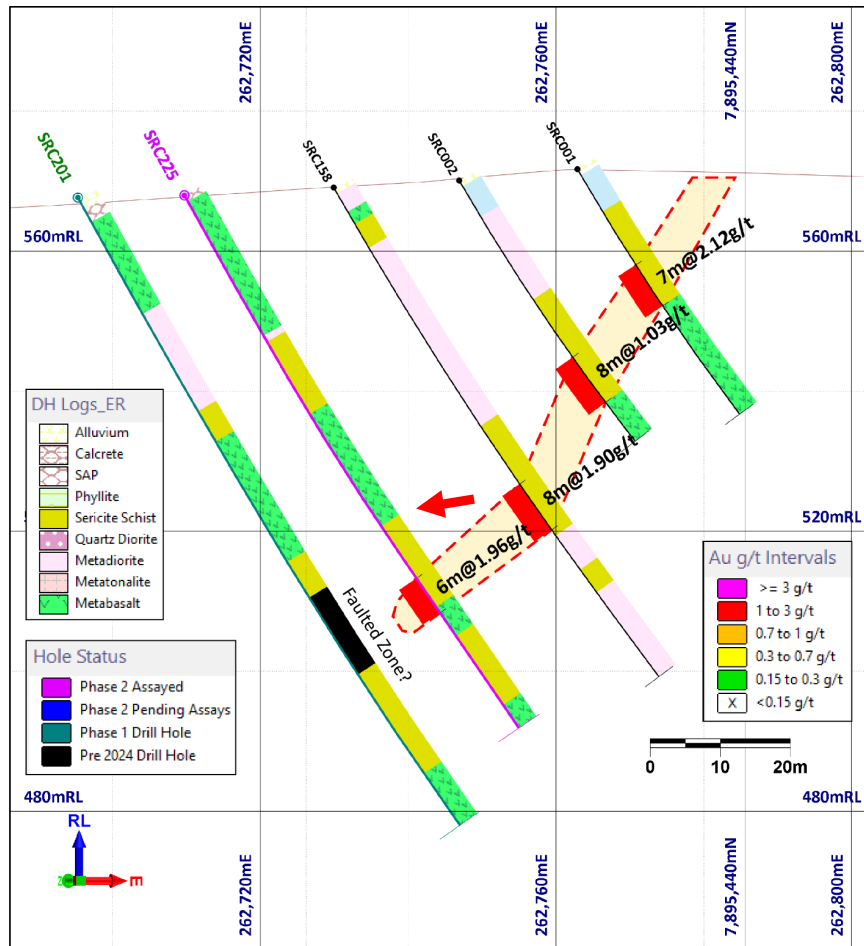 262,720mE
262,760mE
7,895,440mN
262,800mE
SRC201
SRC225
SRC158
SRC002
SRC001
560mRL
560mRL
7m@2.12g/t
8m@1.03g/t
8m@1.90g/t
6m@1.96g/t
Faulted Zone?
DH Logs_ER
Alluvium
Calcrete
SAP
Phyllite
Sericite Schist
Quartz Diorite
Metadiorite
Metatonalite
Metabasalt
520mRL
Hole Status
Phase 2 Assayed
Phase 2 Pending Assays
Phase 1 Drill Hole
Pre 2024 Drill Hole
Au g/t Intervals
>= 3 g/t
1 to 3 g/t
0.7 to 1 g/t
0.3 to 0.7 g/t
0.15 to 0.3 g/t
X <0.15 g/t
0 10 20m
480mRL
480mRL
RL
E
262,720mE
262,760mE
7,895,440mN
262,800mE